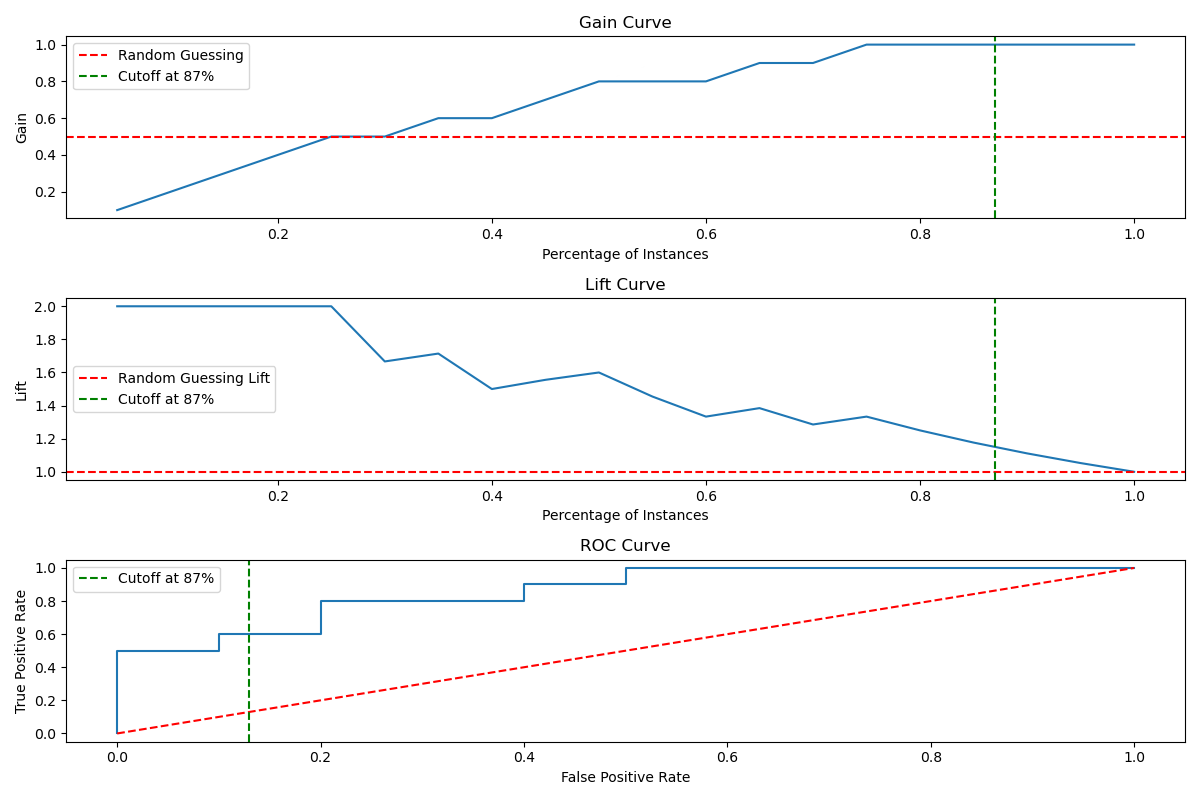 Gain Curve
Random Guessing
Cutoff at 87%
1.0
0.8
0.6
0.4
0.2
Gain
0.2 0.4 0.6 0.8 1.0
Percentage of Instances
Lift Curve
2.0
1.8
1.6
1.4
1.2
1.0
Lift
Random Guessing Lift
Cutoff at 87%
0.2 0.4 0.6 0.8 1.0
Percentage of Instances
ROC Curve
Cutoff at 87%
1.0
0.8
0.6
0.4
0.2
0.0
True Positive Rate
0.0 0.2 0.4 0.6 0.8 1.0
False Positive Rate